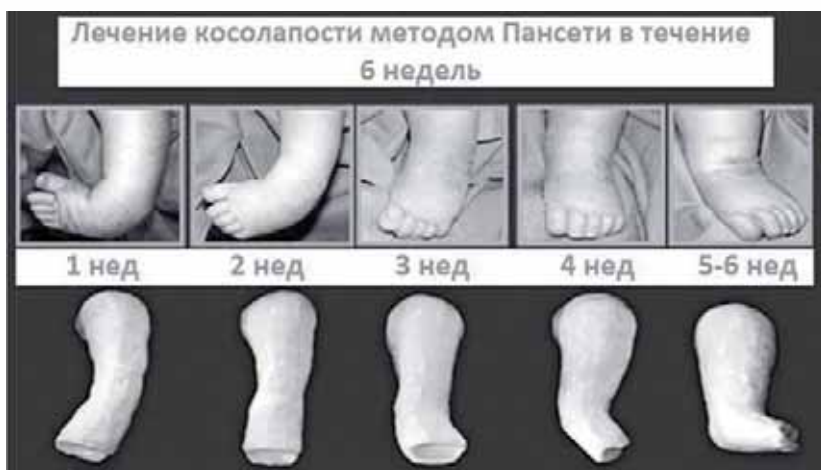 Лечение косолапости методом Пансети в течение
6 недель
1 нед
2 нед
3 нед
4 нед
5-6 нед